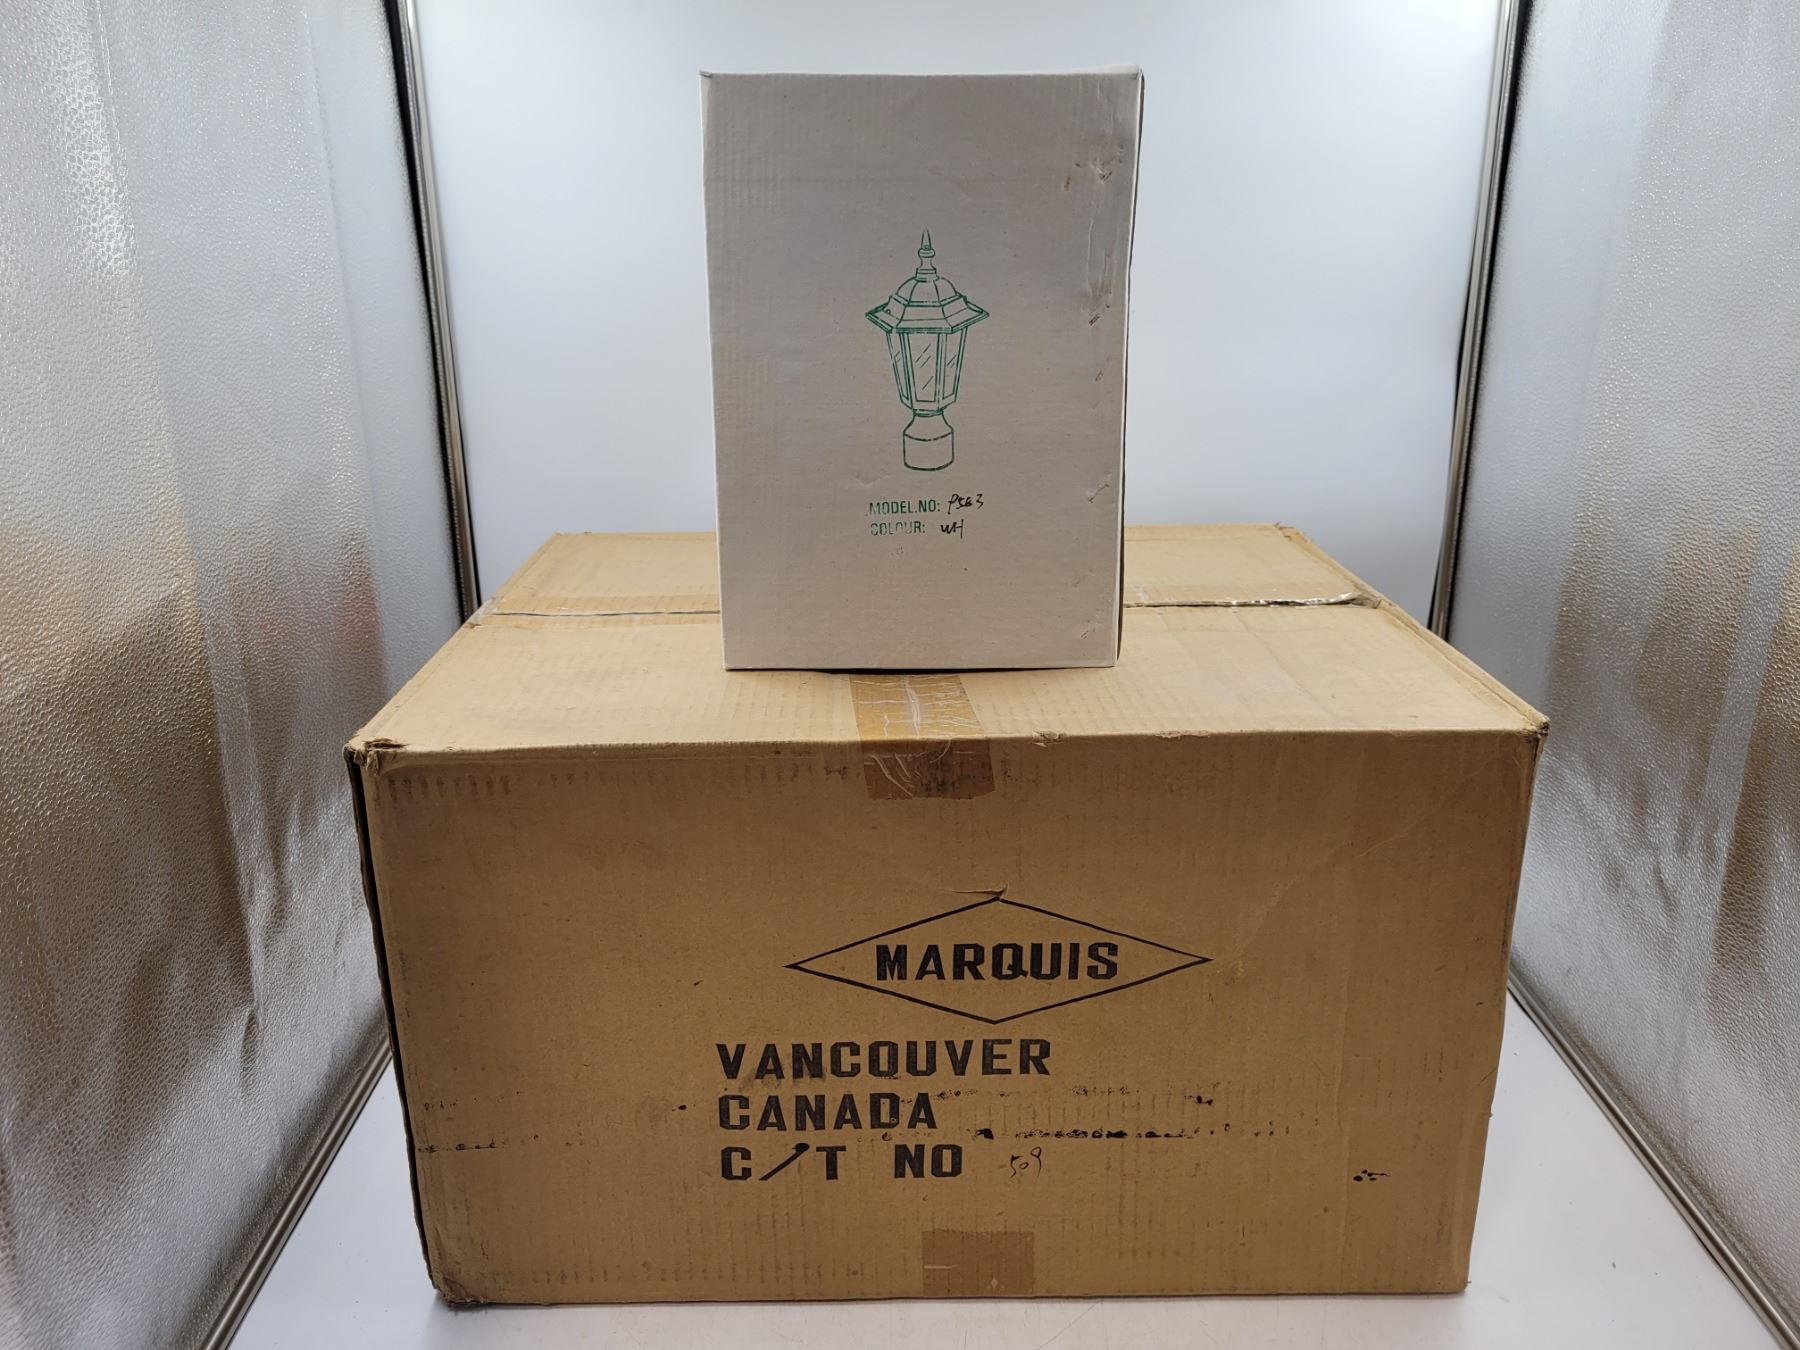 MODEL.NO: P563
COLOUR: WH
MARQUIS
VANCOUVER
CANADA
C/T NO 509